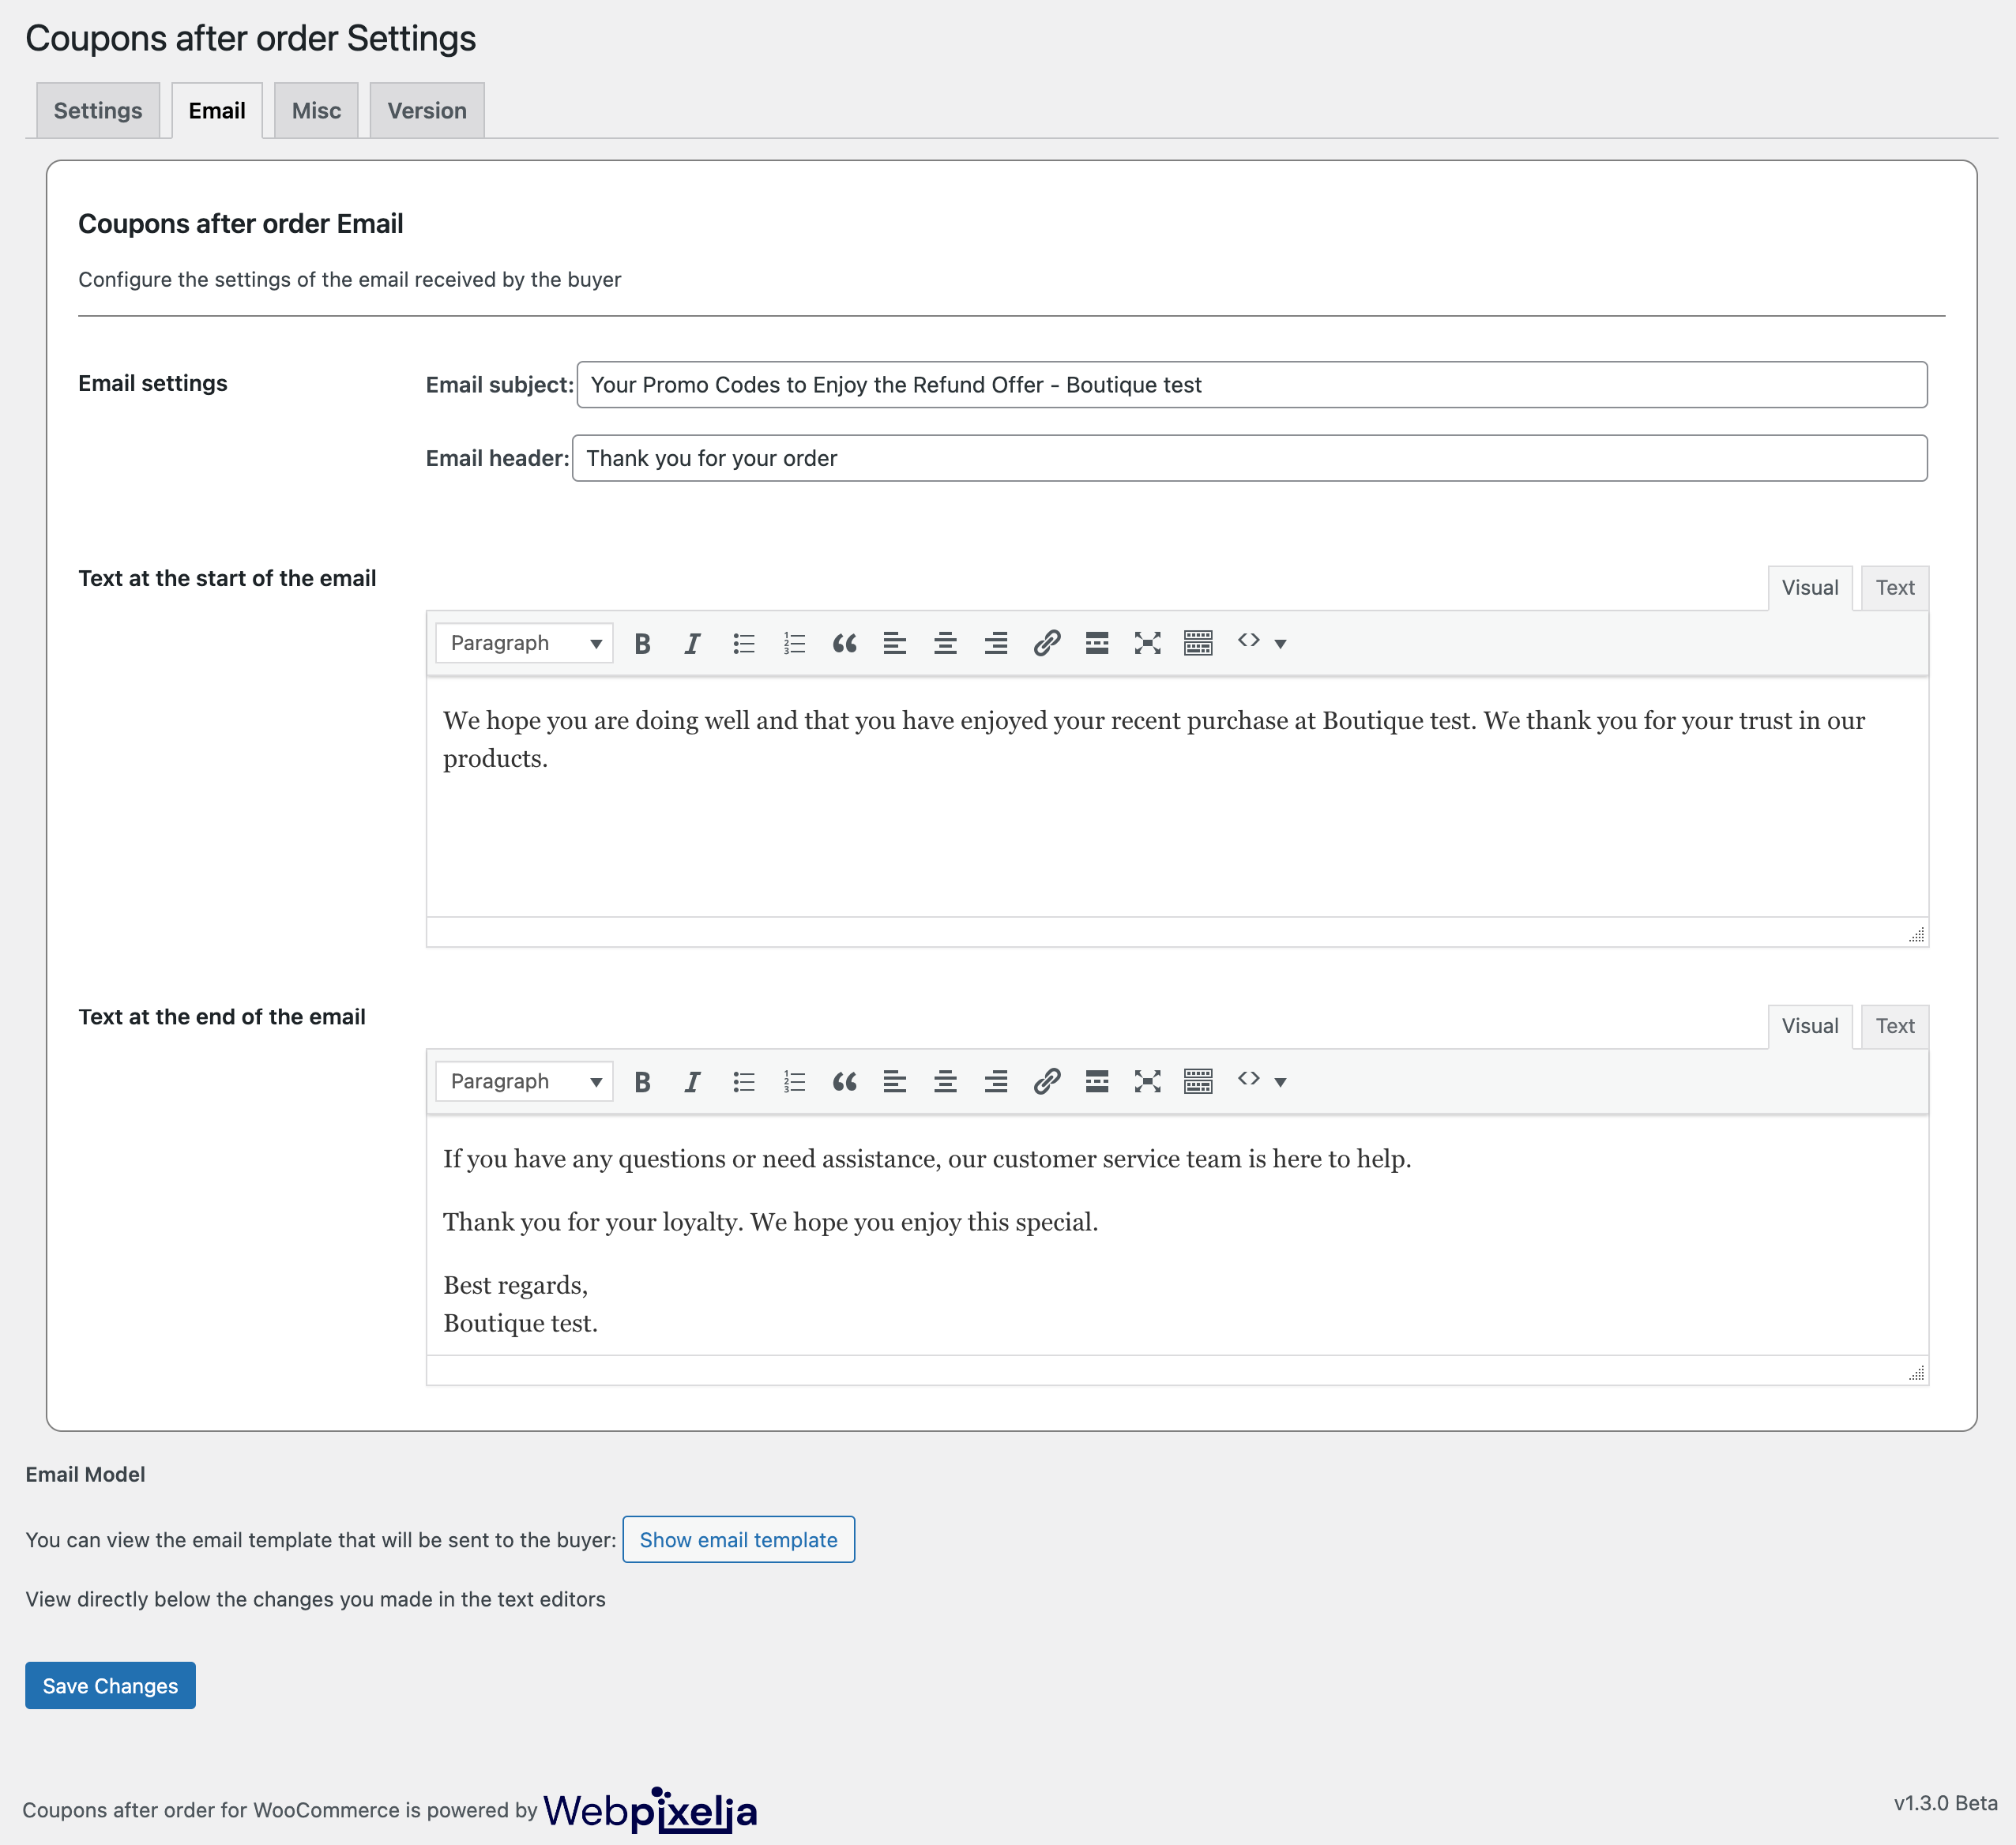 Coupons after order Settings
Settings Email Misc Version
Coupons after order Email
Configure the settings of the email received by the buyer
Email settings
Email subject: Your Promo Codes to Enjoy the Refund Offer - Boutique test
Email header: Thank you for your order
Text at the start of the email
Visual Text
Paragraph
We hope you are doing well and that you have enjoyed your recent purchase at Boutique test. We thank you for your trust in our
products.
Text at the end of the email
Visual Text
Paragraph
If you have any questions or need assistance, our customer service team is here to help.
Thank you for your loyalty. We hope you enjoy this special.
Best regards,
Boutique test.
Email Model
You can view the email template that will be sent to the buyer: Show email template
View directly below the changes you made in the text editors
Save Changes
Coupons after order for WooCommerce is powered by Webpixelia
v1.3.0 Beta